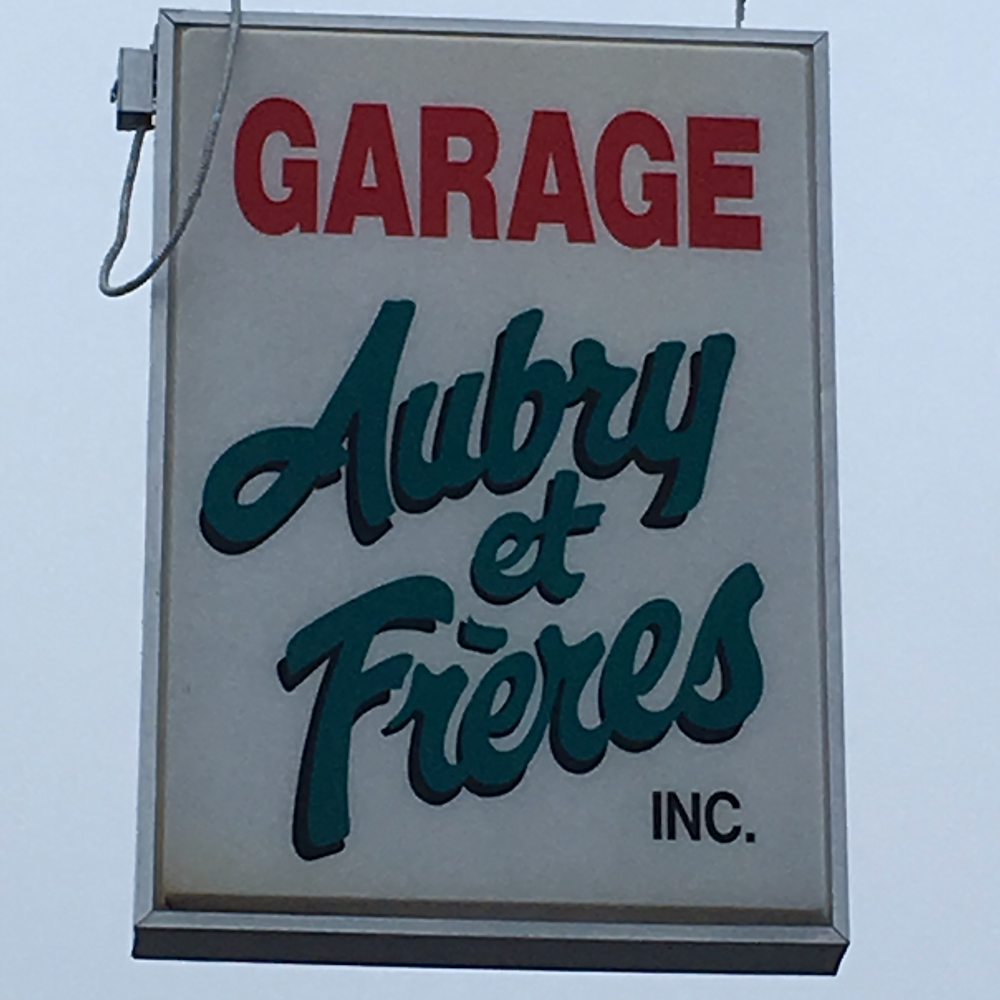 GARAGE
Aubry
et
Frères
INC.